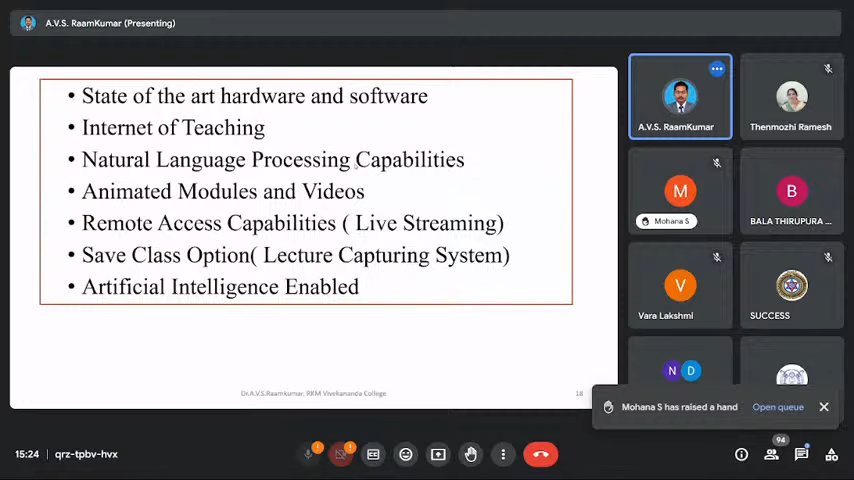 A.V.S. RaamKumar (Presenting)
• State of the art hardware and software
• Internet of Teaching
• Natural Language Processing Capabilities
• Animated Modules and Videos
• Remote Access Capabilities ( Live Streaming)
• Save Class Option( Lecture Capturing System)
• Artificial Intelligence Enabled
Dr.A.V.S.Raamkumar, RKM Vivekananda College
18
A.V.S. RaamKumar
Thenmozhi Ramesh
M
Mohana S
B
BALA THIRUPURA ...
V
Vara Lakshmi
SUCCESS
N D
Mohana S has raised a hand
Open queue
15:24
qrz-tpbv-hvx
94